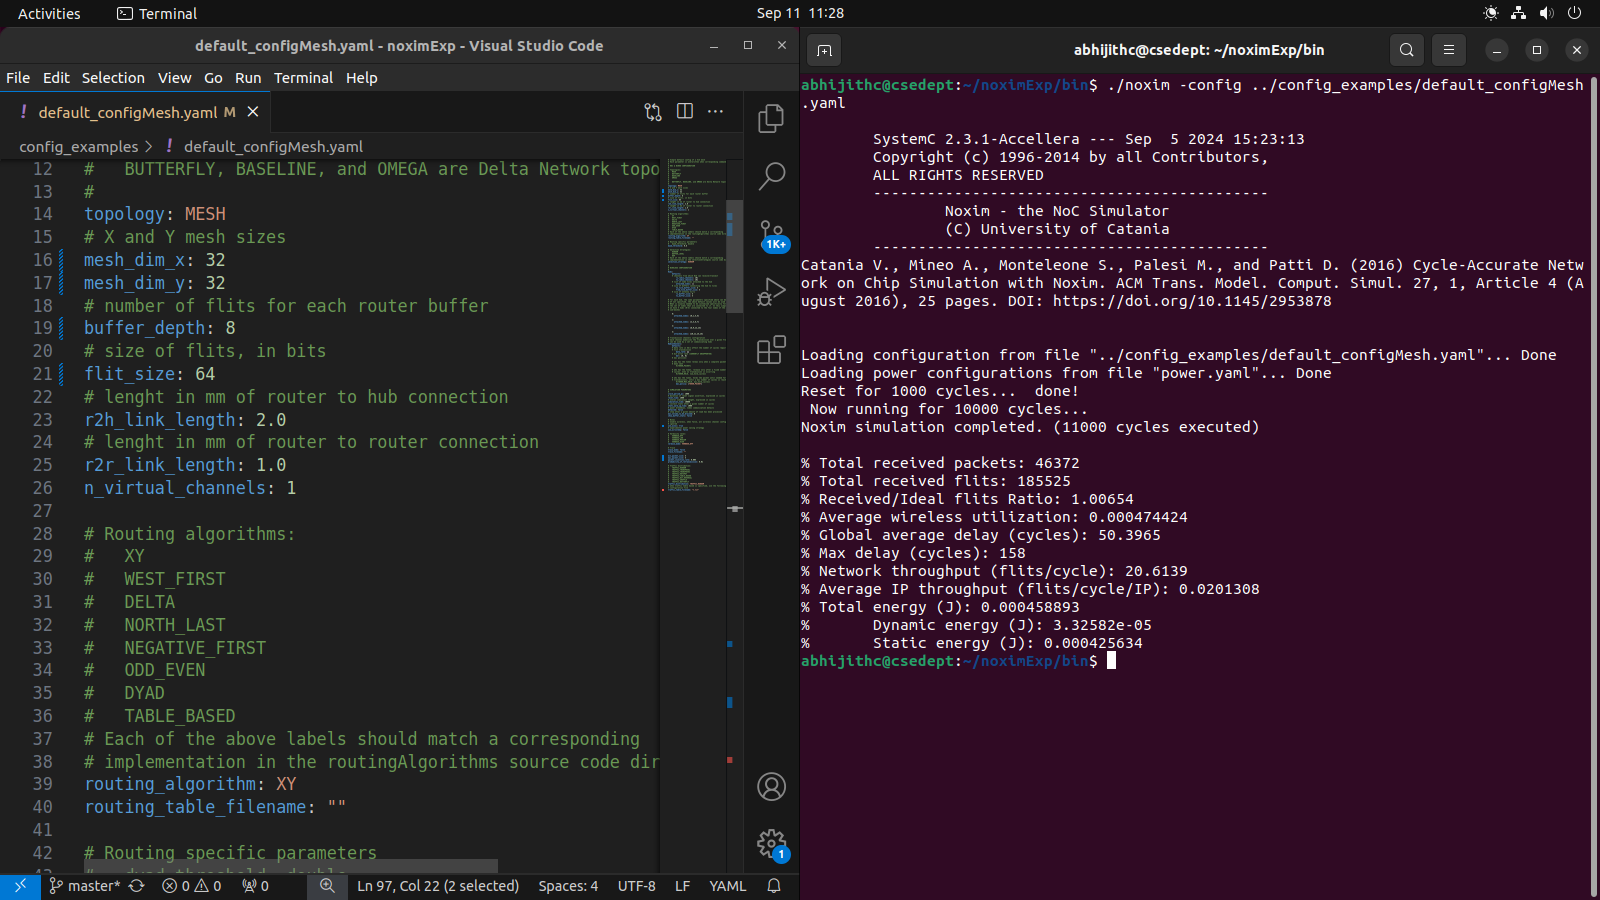 Activities
Terminal
Sep 11 11:28
default_configMesh.yaml - noximExp - Visual Studio Code
File Edit Selection View Go Run Terminal Help
default_configMesh.yaml M
config_examples > ! default_configMesh.yaml
12 # BUTTERFLY, BASELINE, and OMEGA are Delta Network topo
13 #
14 topology: MESH
15 # X and Y mesh sizes
16 mesh_dim_x: 32
17 mesh_dim_y: 32
18 # number of flits for each router buffer
19 buffer_depth: 8
20 # size of flits, in bits
21 flit_size: 64
22 # lenght in mm of router to hub connection
23 r2h_link_length: 2.0
24 # lenght in mm of router to router connection
25 r2r_link_length: 1.0
26 n_virtual_channels: 1
27
28 # Routing algorithms:
29 # XY
30 # WEST_FIRST
31 # DELTA
32 # NORTH_LAST
33 # NEGATIVE_FIRST
34 # ODD_EVEN
35 # DYAD
36 # TABLE_BASED
37 # Each of the above labels should match a corresponding
38 # implementation in the routingAlgorithms source code dir
39 routing_algorithm: XY
40 routing_table_filename: ""
41
42 # Routing specific parameters
1K+
1
master* 0 0 0 Ln 97, Col 22 (2 selected) Spaces: 4 UTF-8 LF YAML
abhijithc@csedept: ~/noximExp/bin
abhijithc@csedept:~/noximExp/bin$ ./noxim -config ../config_examples/default_configMesh
.yaml
SystemC 2.3.1-Accellera --- Sep 5 2024 15:23:13
Copyright (c) 1996-2014 by all Contributors,
ALL RIGHTS RESERVED
--------------------------------------------
Noxim - the NoC Simulator
(C) University of Catania
--------------------------------------------
Catania V., Mineo A., Monteleone S., Palesi M., and Patti D. (2016) Cycle-Accurate Netw
ork on Chip Simulation with Noxim. ACM Trans. Model. Comput. Simul. 27, 1, Article 4 (A
ugust 2016), 25 pages. DOI: https://doi.org/10.1145/2953878
Loading configuration from file "../config_examples/default_configMesh.yaml"... Done
Loading power configurations from file "power.yaml"... Done
Reset for 1000 cycles... done!
Now running for 10000 cycles...
Noxim simulation completed. (11000 cycles executed)
% Total received packets: 46372
% Total received flits: 185525
% Received/Ideal flits Ratio: 1.00654
% Average wireless utilization: 0.000474424
% Global average delay (cycles): 50.3965
% Max delay (cycles): 158
% Network throughput (flits/cycle): 20.6139
% Average IP throughput (flits/cycle/IP): 0.0201308
% Total energy (J): 0.000458893
% Dynamic energy (J): 3.32582e-05
% Static energy (J): 0.000425634
abhijithc@csedept:~/noximExp/bin$